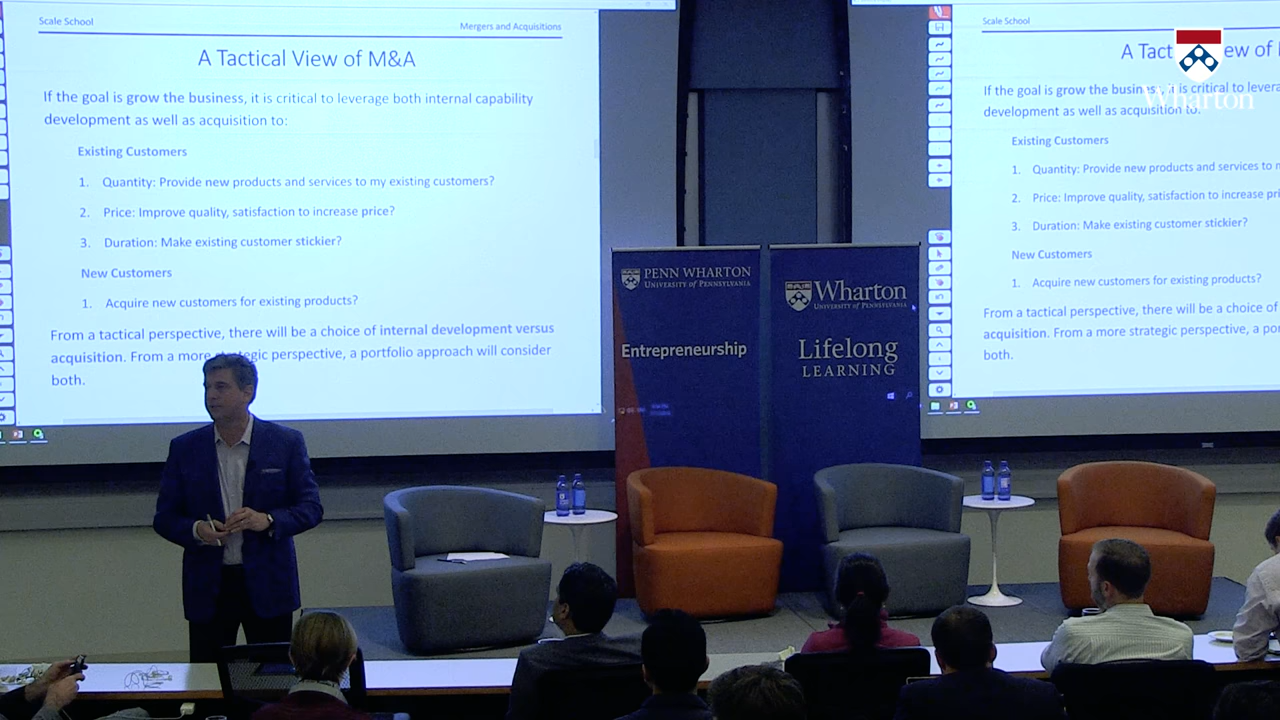 Scale School
Mergers and Acquisitions
A Tactical View of M&A
If the goal is grow the business, it is critical to leverage both internal capability
development as well as acquisition to:
Existing Customers
1. Quantity: Provide new products and services to my existing customers?
2. Price: Improve quality, satisfaction to increase price?
3. Duration: Make existing customer stickier?
New Customers
1. Acquire new customers for existing products?
From a tactical perspective, there will be a choice of internal development versus
acquisition. From a more strategic perspective, a portfolio approach will consider
both.
PENN WHARTON
UNIVERSITY of PENNSYLVANIA
Entrepreneurship
Wharton
UNIVERSITY of PENNSYLVANIA
Lifelong
LEARNING
Scale School
A Tact ew of
If the goal is grow the business, it is critical to levera
development as well as acquisition to:
Existing Customers
1. Quantity: Provide new products and services to m
2. Price: Improve quality, satisfaction to increase pri
3. Duration: Make existing customer stickier?
New Customers
1. Acquire new customers for existing products?
From a tactical perspective, there will be a choice of
acquisition. From a more strategic perspective, a por
both.
Wharton